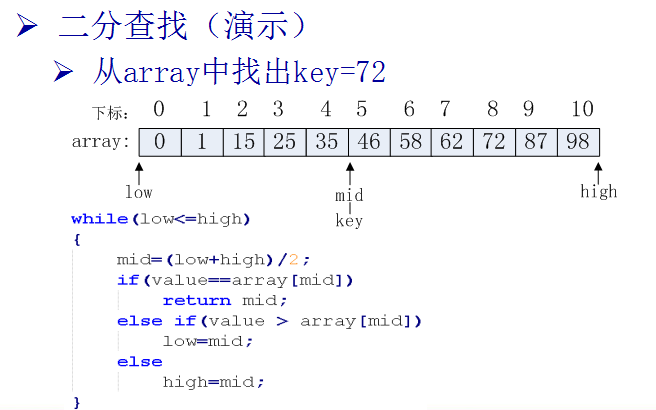 ➢ 二分查找（演示）
➢ 从array中找出key=72
下标: 0 1 2 3 4 5 6 7 8 9 10
array: 0 1 15 25 35 46 58 62 72 87 98
low mid high
key
while(low<=high)
{
mid=(low+high)/2;
if(value==array[mid])
return mid;
else if(value > array[mid])
low=mid;
else
high=mid;
}